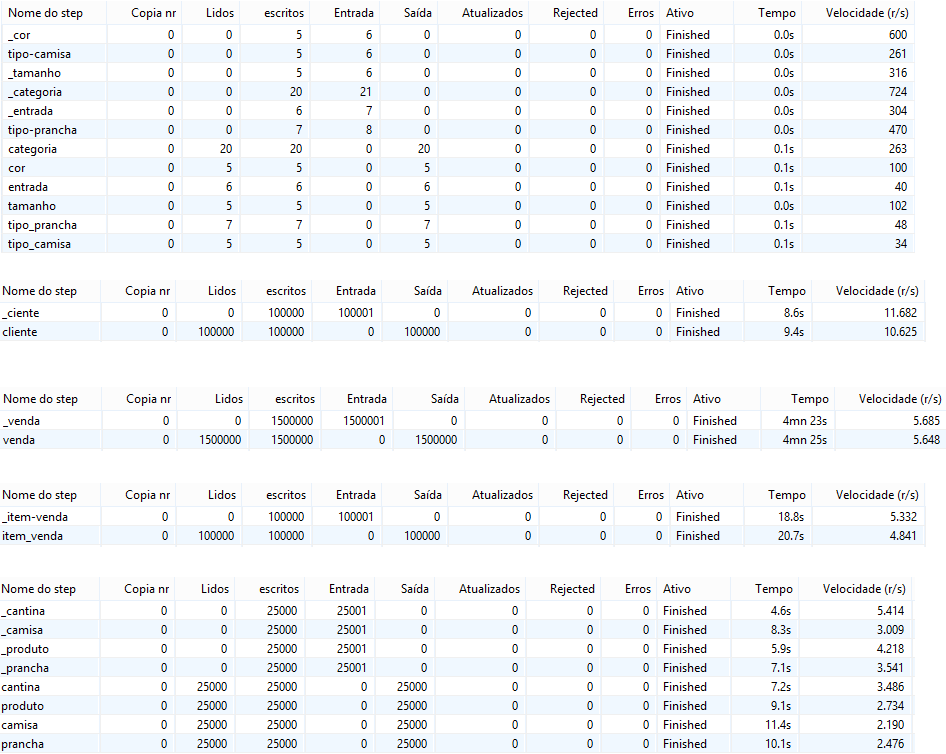 Nome do step Copia nr Lidos escritos Entrada Saída Atualizados Rejected Erros Ativo Tempo Velocidade (r/s)
_cor 0 0 5 6 0 0 0 0 Finished 0.0s 600
tipo-camisa 0 0 5 6 0 0 0 0 Finished 0.0s 261
_tamanho 0 0 5 6 0 0 0 0 Finished 0.0s 316
_categoria 0 0 20 21 0 0 0 0 Finished 0.0s 724
_entrada 0 0 6 7 0 0 0 0 Finished 0.0s 304
tipo-prancha 0 0 7 8 0 0 0 0 Finished 0.0s 470
categoria 0 20 20 0 20 0 0 0 Finished 0.1s 263
cor 0 5 5 0 5 0 0 0 Finished 0.1s 100
entrada 0 6 6 0 6 0 0 0 Finished 0.1s 40
tamanho 0 5 5 0 5 0 0 0 Finished 0.0s 102
tipo_prancha 0 7 7 0 7 0 0 0 Finished 0.1s 48
tipo_camisa 0 5 5 0 5 0 0 0 Finished 0.1s 34
Nome do step Copia nr Lidos escritos Entrada Saída Atualizados Rejected Erros Ativo Tempo Velocidade (r/s)
_ciente 0 0 100000 100001 0 0 0 0 Finished 8.6s 11.682
cliente 0 100000 100000 0 100000 0 0 0 Finished 9.4s 10.625
Nome do step Copia nr Lidos escritos Entrada Saída Atualizados Rejected Erros Ativo Tempo Velocidade (r/s)
_venda 0 0 1500000 1500001 0 0 0 0 Finished 4mn 23s 5.685
venda 0 1500000 1500000 0 1500000 0 0 0 Finished 4mn 25s 5.648
Nome do step Copia nr Lidos escritos Entrada Saída Atualizados Rejected Erros Ativo Tempo Velocidade (r/s)
_item-venda 0 0 100000 100001 0 0 0 0 Finished 18.8s 5.332
item_venda 0 100000 100000 0 100000 0 0 0 Finished 20.7s 4.841
Nome do step Copia nr Lidos escritos Entrada Saída Atualizados Rejected Erros Ativo Tempo Velocidade (r/s)
_cantina 0 0 25000 25001 0 0 0 0 Finished 4.6s 5.414
_camisa 0 0 25000 25001 0 0 0 0 Finished 8.3s 3.009
_produto 0 0 25000 25001 0 0 0 0 Finished 5.9s 4.218
_prancha 0 0 25000 25001 0 0 0 0 Finished 7.1s 3.541
cantina 0 25000 25000 0 25000 0 0 0 Finished 7.2s 3.486
produto 0 25000 25000 0 25000 0 0 0 Finished 9.1s 2.734
camisa 0 25000 25000 0 25000 0 0 0 Finished 11.4s 2.190
prancha 0 25000 25000 0 25000 0 0 0 Finished 10.1s 2.476